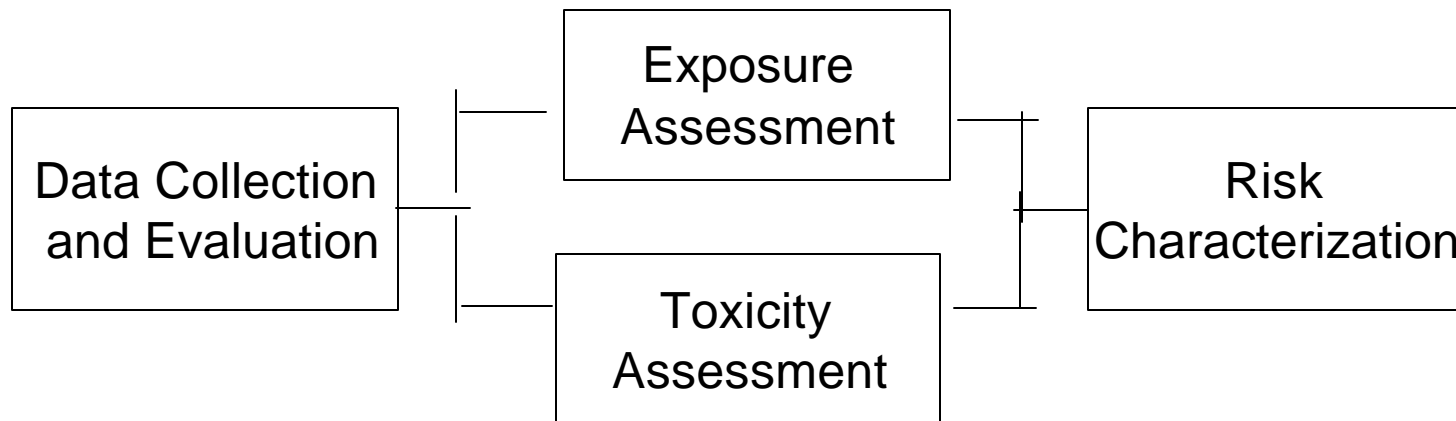 Data Collection
and Evaluation
Exposure
Assessment
Toxicity
Assessment
Risk
Characterization